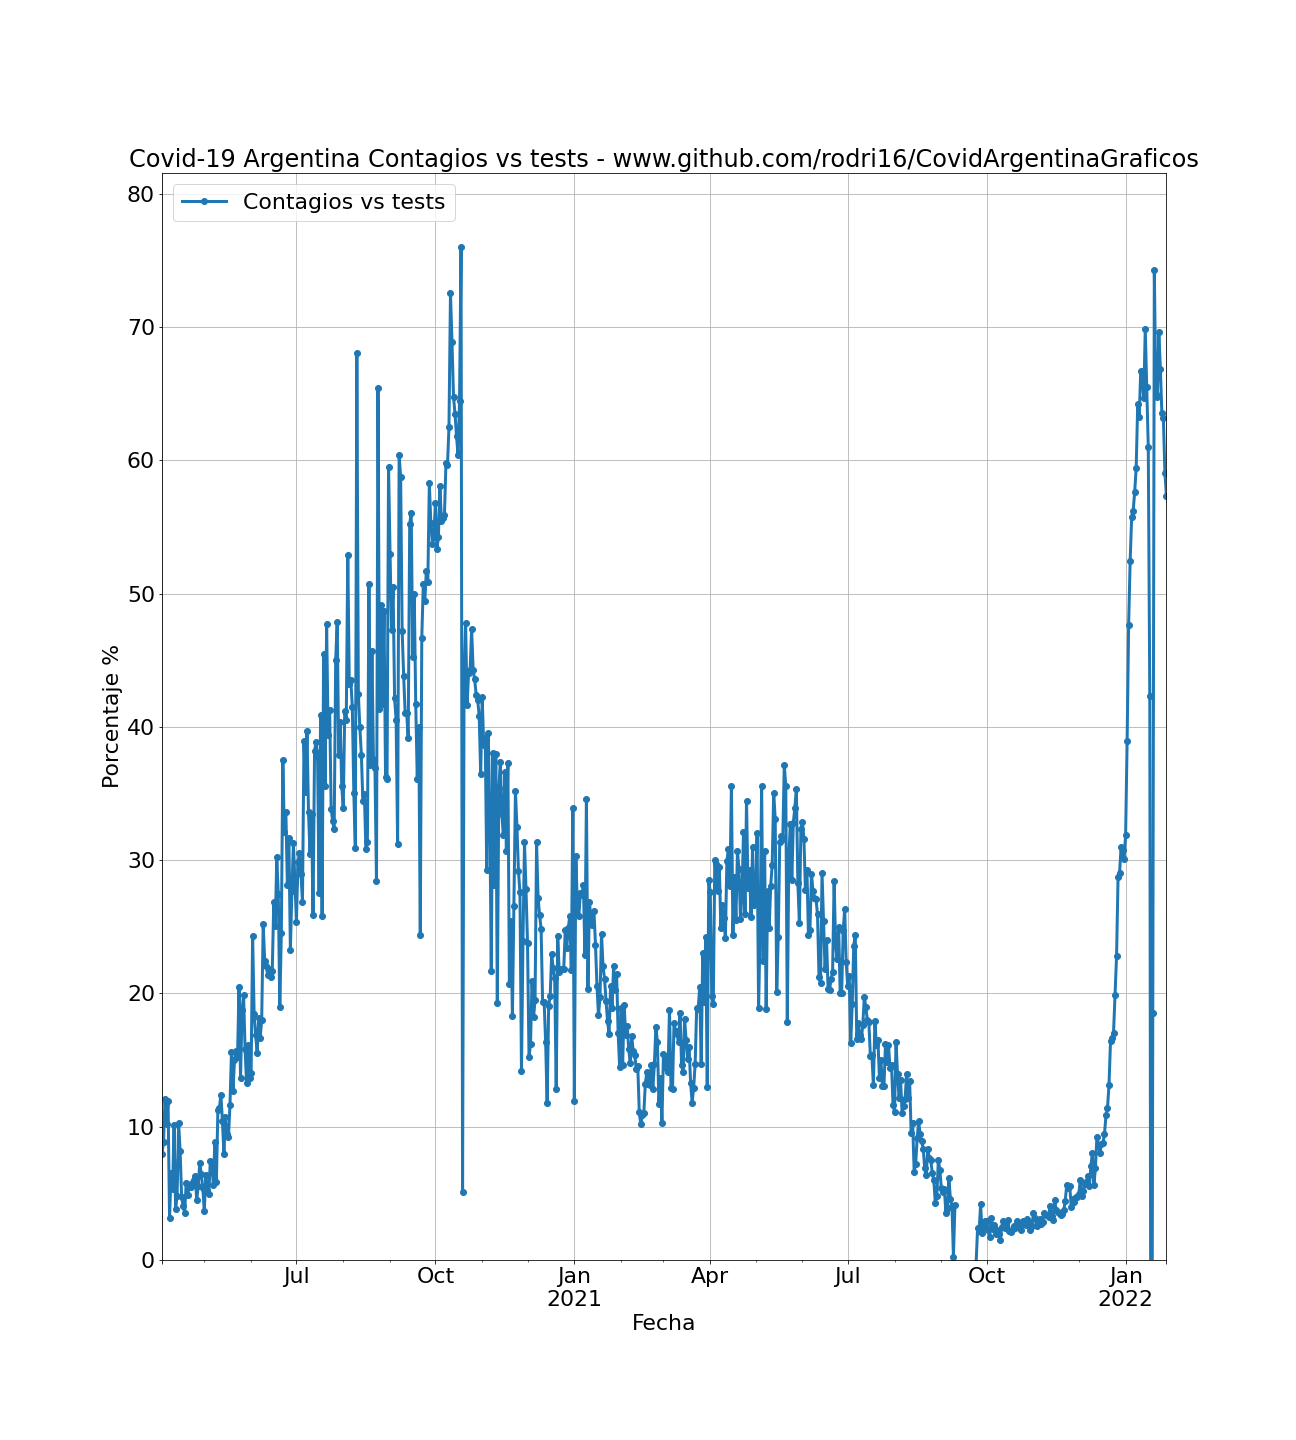 Covid-19 Argentina Contagios vs tests - www.github.com/rodri16/CovidArgentinaGraficos
Contagios vs tests
80
70
60
50
40
30
20
10
0
Porcentaje %
Jul
Oct
Jan
2021
Apr
Jul
Oct
Jan
2022
Fecha